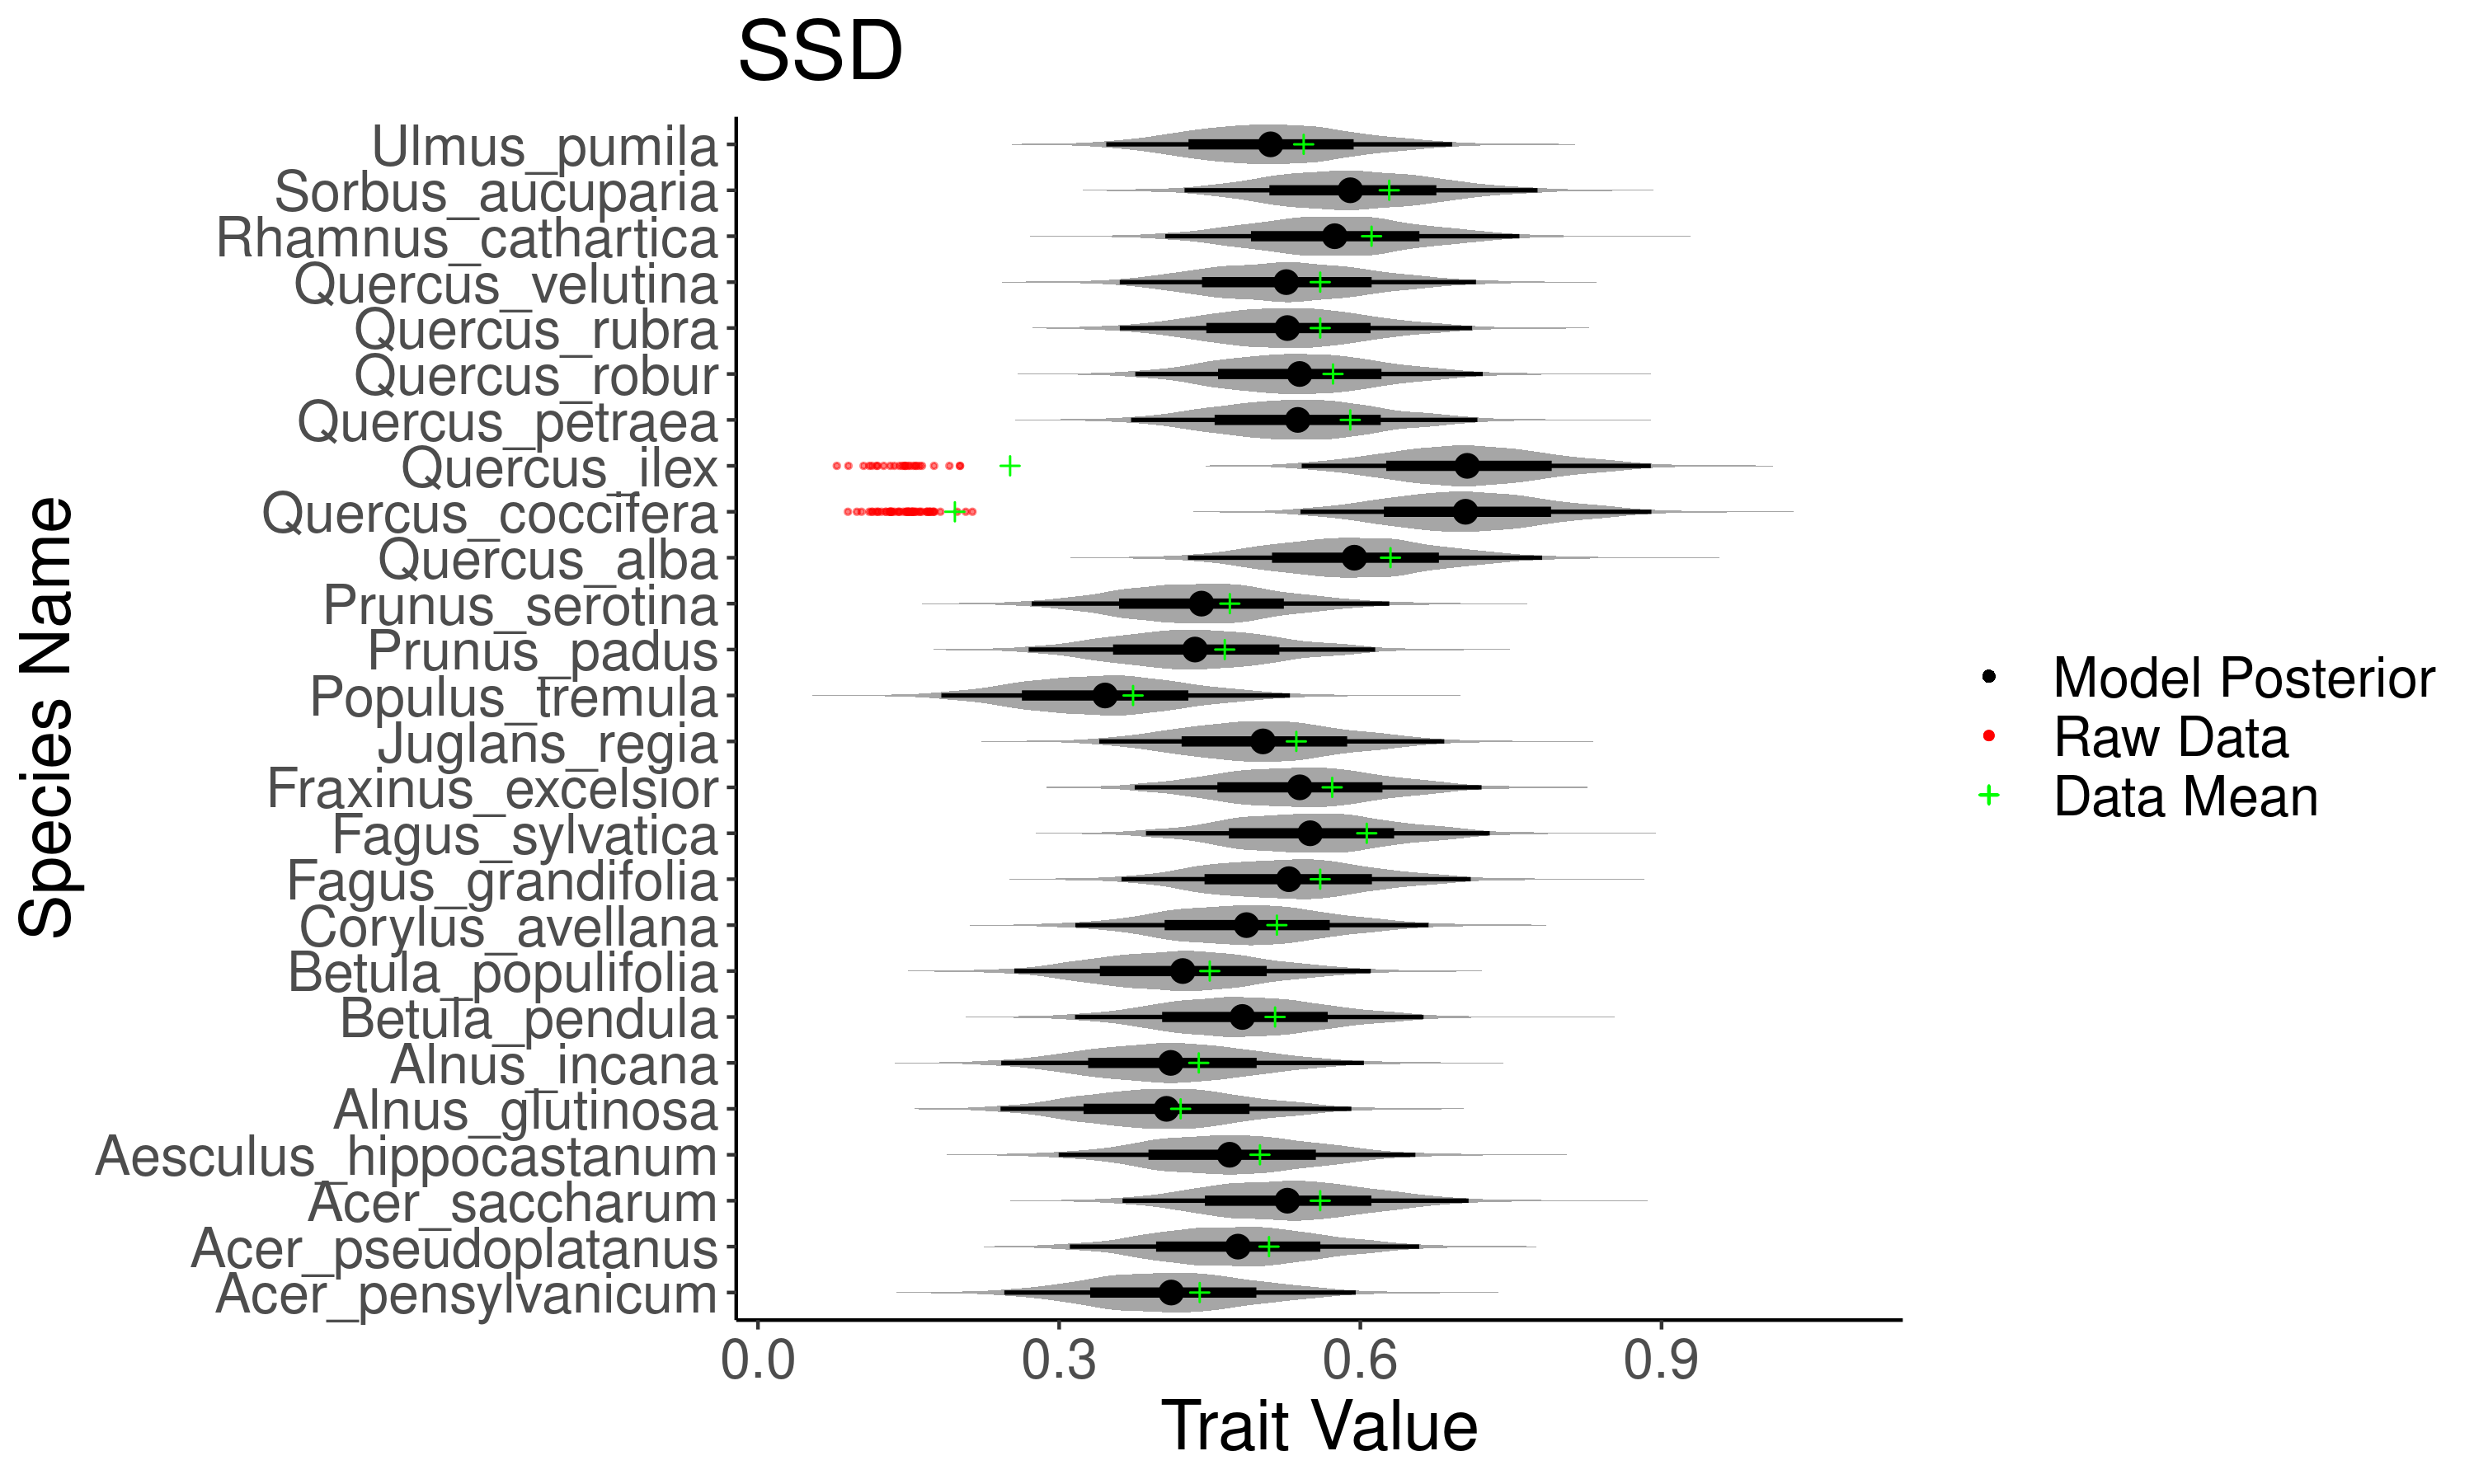 SSD
Ulmus_pumila
Sorbus_aucuparia
Rhamnus_cathartica
Quercus_velutina
Quercus_rubra
Quercus_robur
Quercus_petraea
Quercus_ilex
Quercus_coccifera
Quercus_alba
Prunus_serotina
Prunus_padus
Populus_tremula
Juglans_regia
Fraxinus_excelsior
Fagus_sylvatica
Fagus_grandifolia
Corylus_avellana
Betula_populifolia
Betula_pendula
Alnus_incana
Alnus_glutinosa
Aesculus_hippocastanum
Acer_saccharum
Acer_pseudoplatanus
Acer_pensylvanicum
Species Name
0.0 0.3 0.6 0.9
Trait Value
Model Posterior
Raw Data
Data Mean